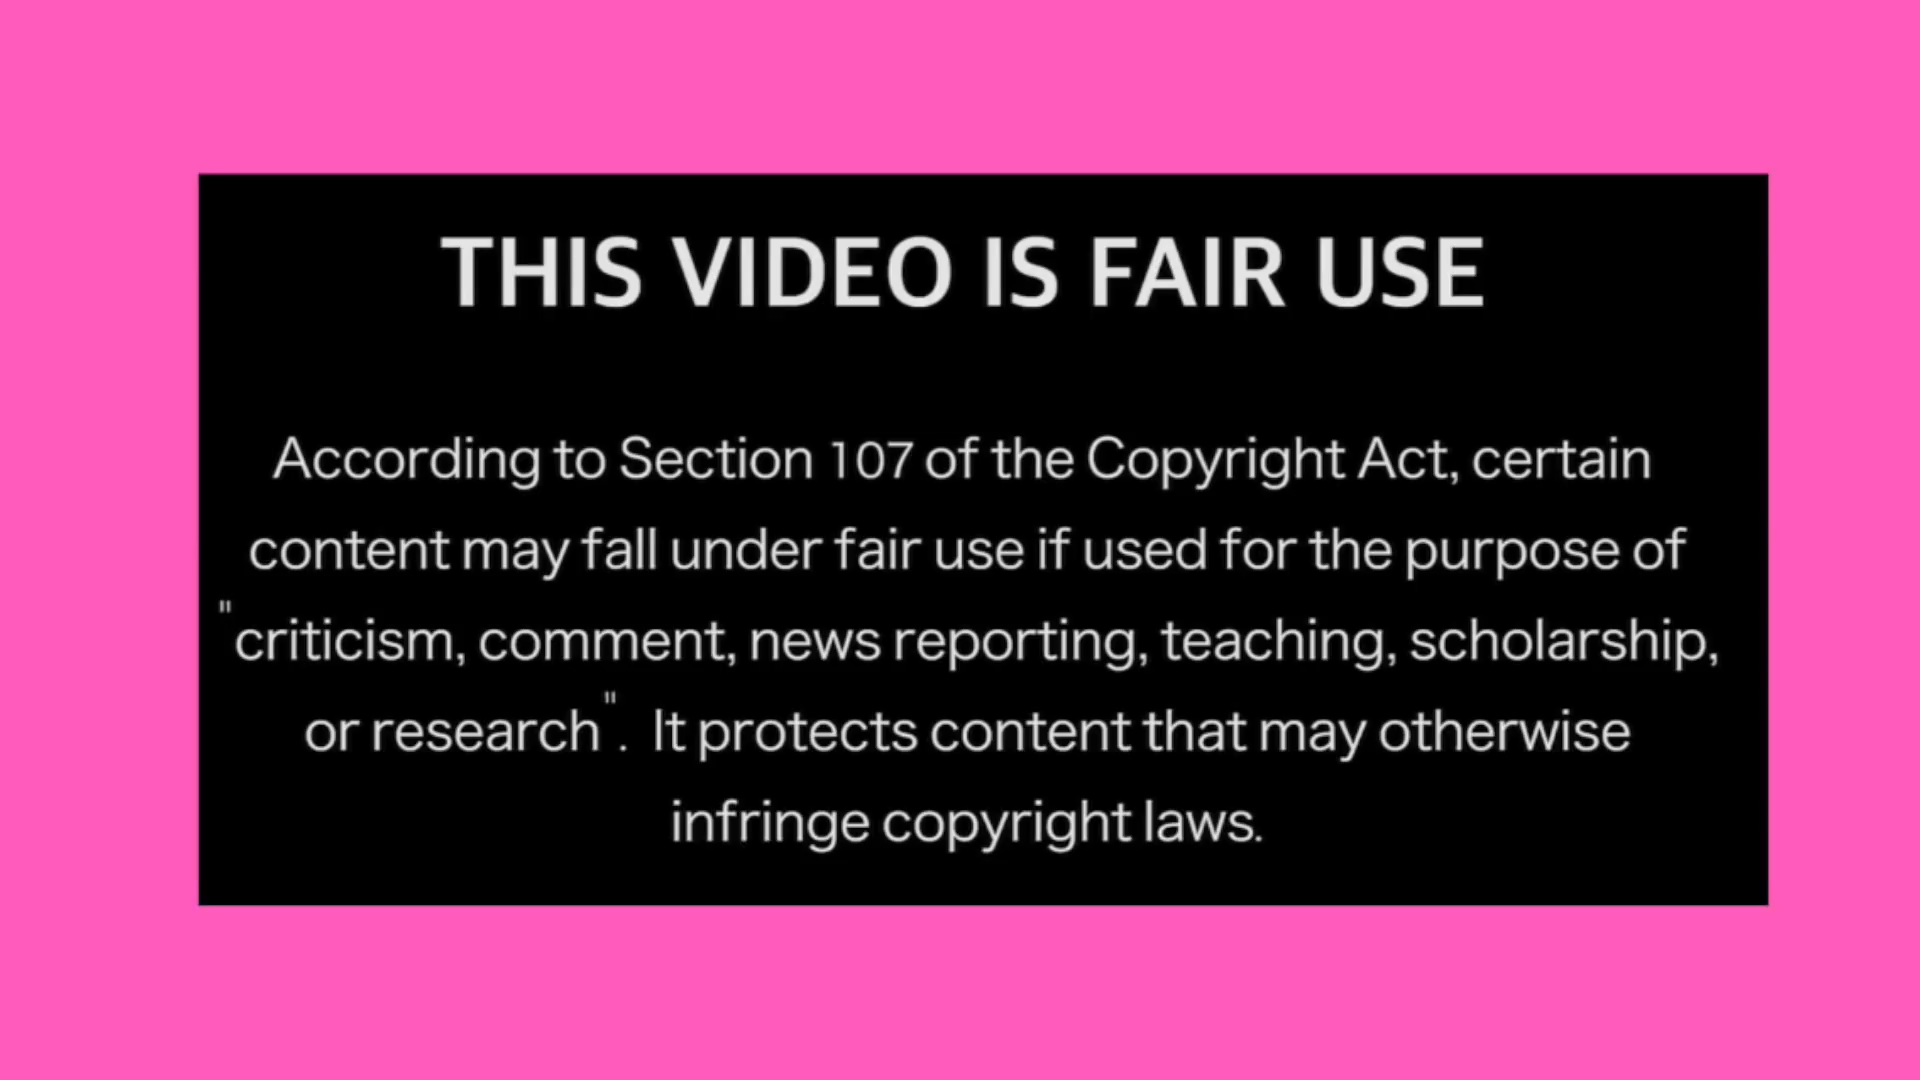 THIS VIDEO IS FAIR USE
According to Section 107 of the Copyright Act, certain
content may fall under fair use if used for the purpose of
"criticism, comment, news reporting, teaching, scholarship,
or research".  It protects content that may otherwise
infringe copyright laws.